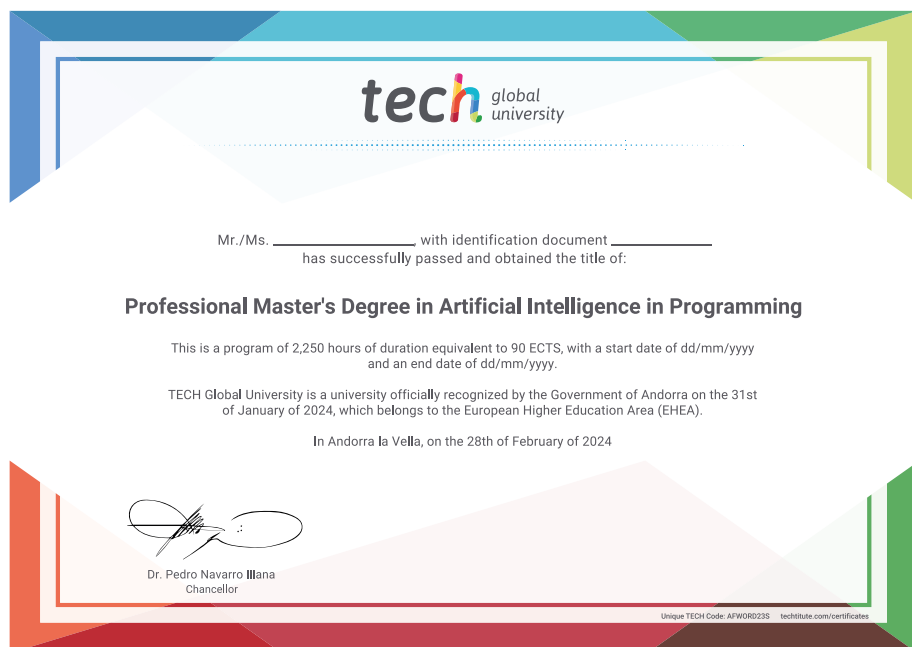 tech global university
Mr./Ms. ____________, with identification document ____________
has successfully passed and obtained the title of:
Professional Master's Degree in Artificial Intelligence in Programming
This is a program of 2,250 hours of duration equivalent to 90 ECTS, with a start date of dd/mm/yyyy
and an end date of dd/mm/yyyy.
TECH Global University is a university officially recognized by the Government of Andorra on the 31st
of January of 2024, which belongs to the European Higher Education Area (EHEA).
In Andorra la Vella, on the 28th of February of 2024
Dr. Pedro Navarro Illana
Chancellor
Unique TECH Code: AFWORD23S techtitute.com/certificates